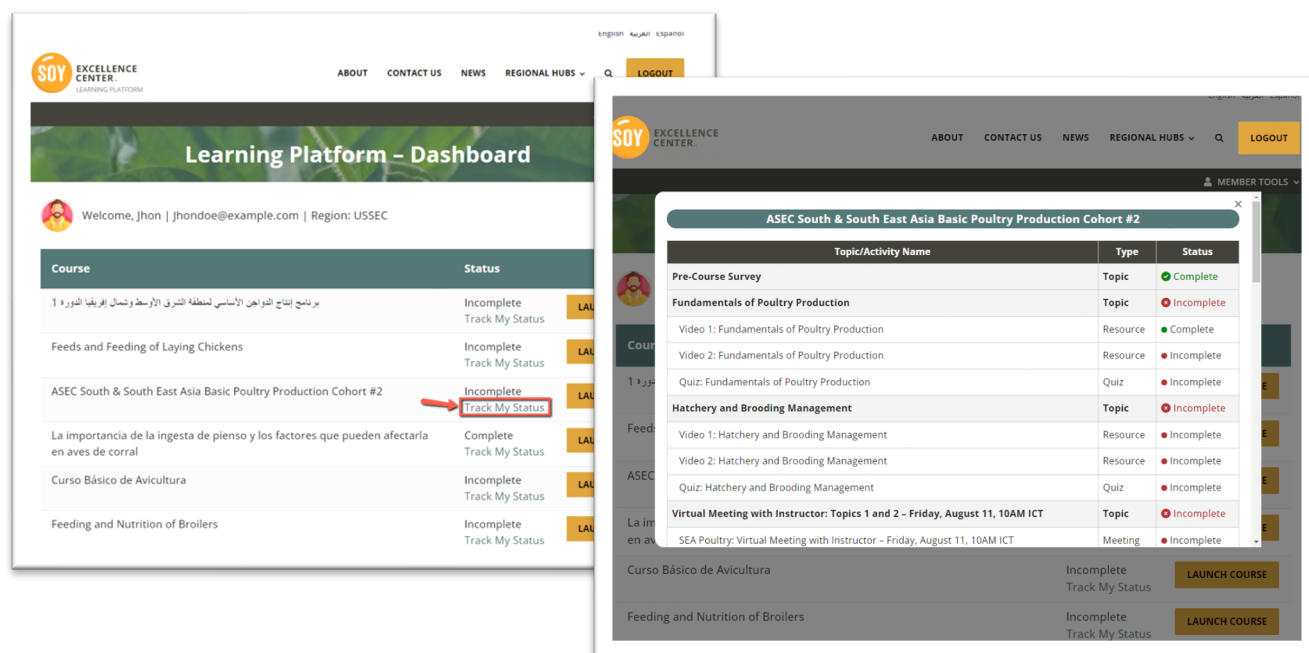 English العربية Espanol
SOY EXCELLENCE
CENTER.
LEARNING PLATFORM
ABOUT CONTACT US NEWS REGIONAL HUBS LOGOUT
Learning Platform – Dashboard
Welcome, Jhon | Jhondoe@example.com | Region: USSEC
Course Status
برنامج إنتاج الدواجن الأساسي لمنطقة الشرق الأوسط وشمال إفريقيا الدورة 1 Incomplete
Track My Status
Feeds and Feeding of Laying Chickens Incomplete
Track My Status
ASEC South & South East Asia Basic Poultry Production Cohort #2 Incomplete
Track My Status
La importancia de la ingesta de pienso y los factores que pueden afectarla Complete
en aves de corral Track My Status
Curso Básico de Avicultura Incomplete
Track My Status
Feeding and Nutrition of Broilers Incomplete
Track My Status
SOY EXCELLENCE
CENTER.
ABOUT CONTACT US NEWS REGIONAL HUBS LOGOUT
MEMBER TOOLS
ASEC South & South East Asia Basic Poultry Production Cohort #2
Topic/Activity Name Type Status
Pre-Course Survey Topic Complete
Fundamentals of Poultry Production Topic Incomplete
Video 1: Fundamentals of Poultry Production Resource Complete
Video 2: Fundamentals of Poultry Production Resource Incomplete
Quiz: Fundamentals of Poultry Production Quiz Incomplete
Hatchery and Brooding Management Topic Incomplete
Video 1: Hatchery and Brooding Management Resource Incomplete
Video 2: Hatchery and Brooding Management Resource Incomplete
Quiz: Hatchery and Brooding Management Quiz Incomplete
Virtual Meeting with Instructor: Topics 1 and 2 – Friday, August 11, 10AM ICT Topic Incomplete
SEA Poultry: Virtual Meeting with Instructor – Friday, August 11, 10AM ICT Meeting Incomplete
Curso Básico de Avicultura Incomplete LAUNCH COURSE
Track My Status
Feeding and Nutrition of Broilers Incomplete LAUNCH COURSE
Track My Status